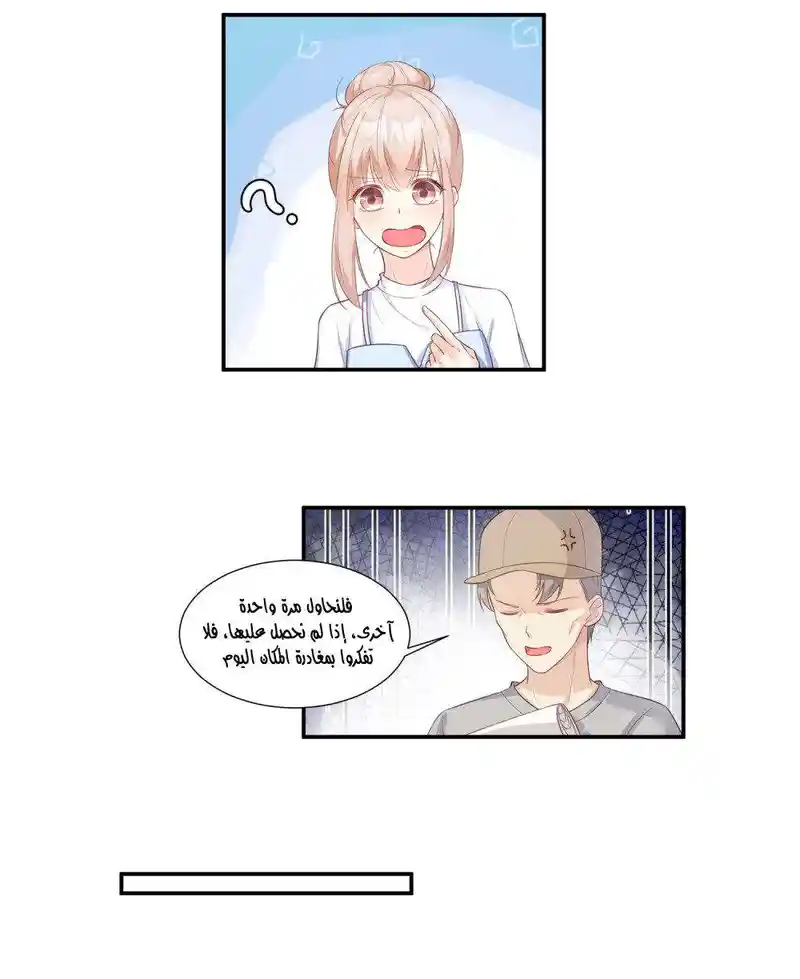 ؟
فلنحاول مرة واحدة
آخرى، إذا لم نحصل عليها، فلا
تفكروا بمغادرة المكان اليوم